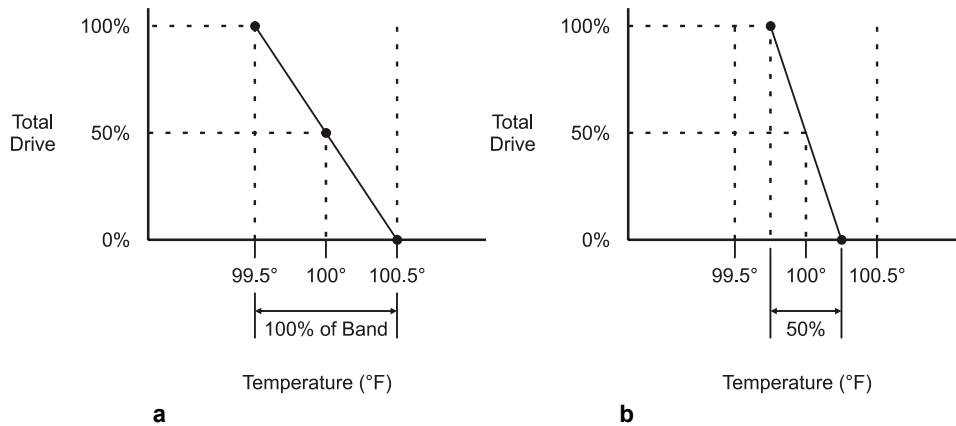 100%
Total
Drive
50%
0%
99.5° 100° 100.5°
100% of Band
Temperature (°F)
a
100%
Total
Drive
50%
0%
99.5° 100° 100.5°
50%
Temperature (°F)
b